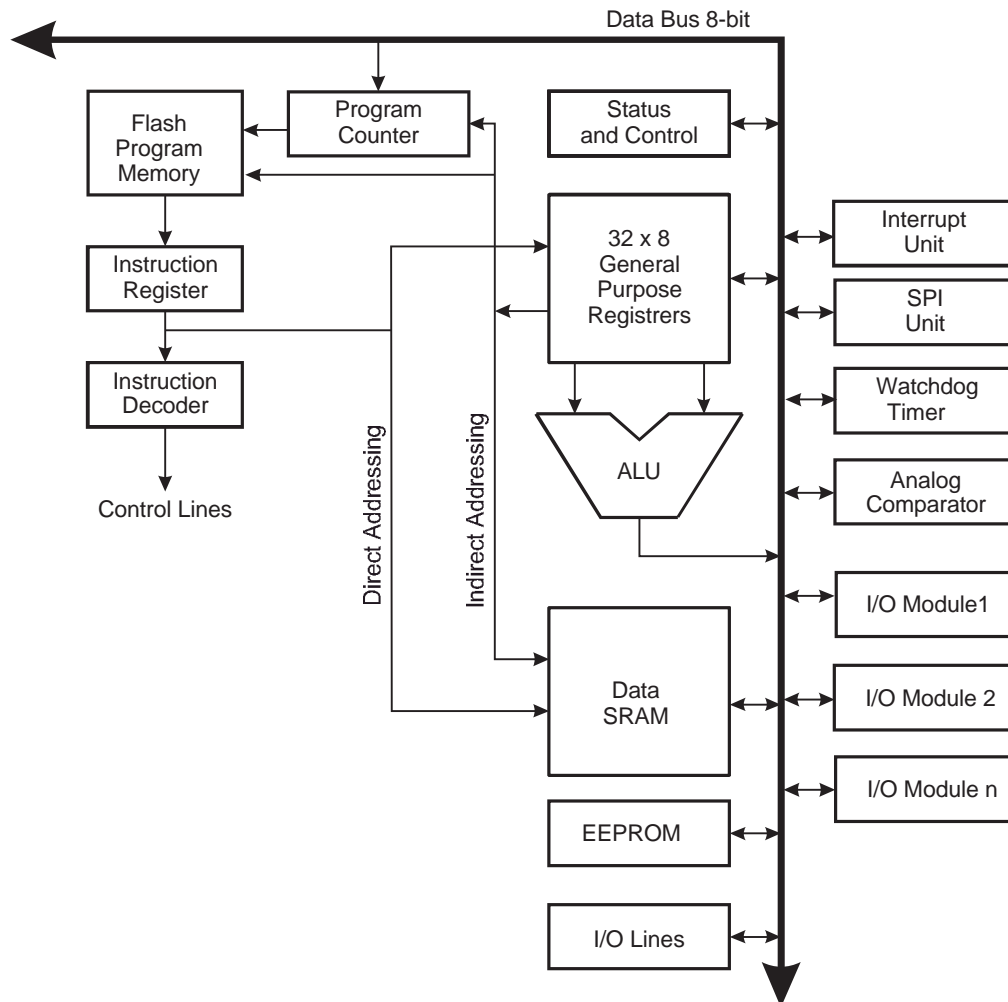 Data Bus 8-bit
Flash
Program
Memory
Program
Counter
Status
and Control
Instruction
Register
32 x 8
General
Purpose
Registrers
Interrupt
Unit
SPI
Unit
Instruction
Decoder
Watchdog
Timer
Control Lines
Direct Addressing
Indirect Addressing
ALU
Analog
Comparator
I/O Module1
Data
SRAM
I/O Module 2
I/O Module n
EEPROM
I/O Lines